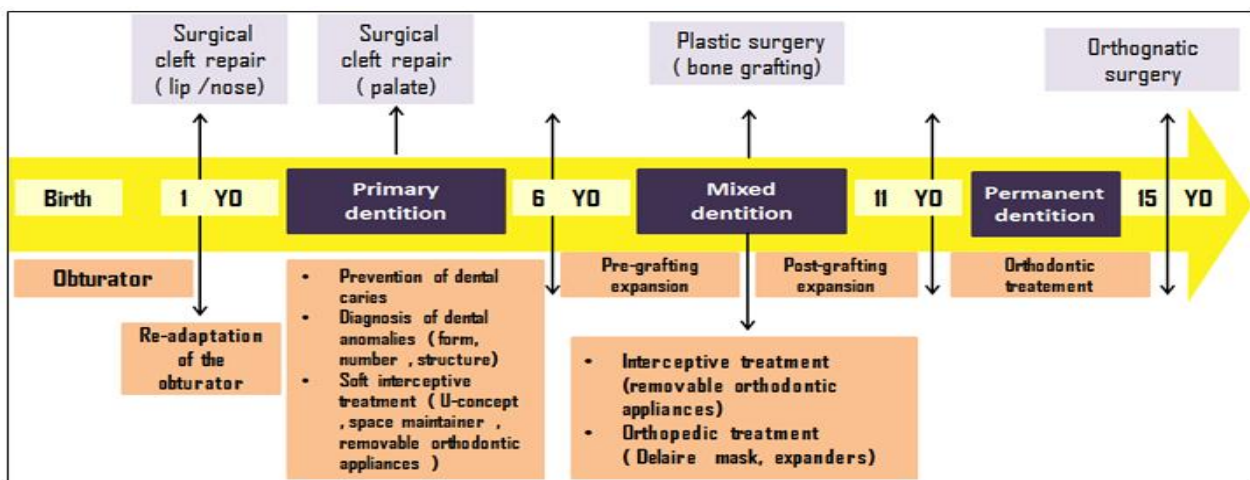 Surgical
cleft repair
( lip /nose)
Surgical
cleft repair
( palate)
Plastic surgery
( bone grafting)
Orthognatic
surgery
Birth
1 YO
Primary
dentition
6 YO
Mixed
dentition
11 YO
Permanent
dentition
15 YO
Obturator
Re-adaptation
of the
obturator
• Prevention of dental
caries
• Diagnosis of dental
anomalies ( form,
number , structure)
• Soft interceptive
treatment ( U-concept
, space maintainer ,
removable orthodontic
appliances )
Pre-grafting
expansion
Post-grafting
expansion
Orthodontic
treatement
• Interceptive treatment
(removable orthodontic
appliances)
• Orthopedic treatment
( Delaire mask, expanders)